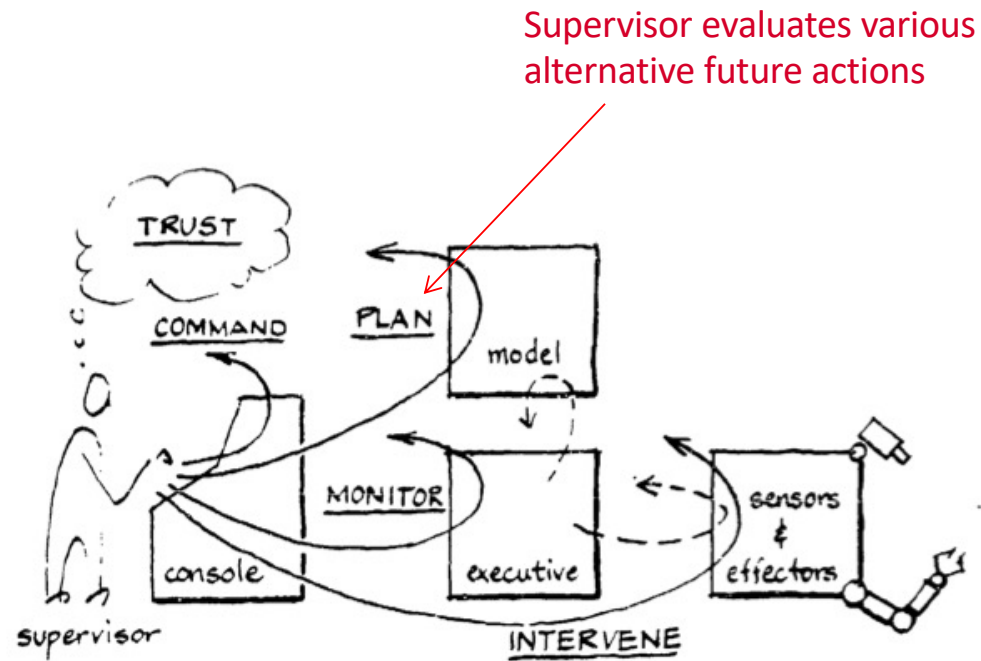 Supervisor evaluates various
alternative future actions
TRUST
COMMAND
PLAN
model
MONITOR
console
executive
sensors
&
effectors
supervisor
INTERVENE